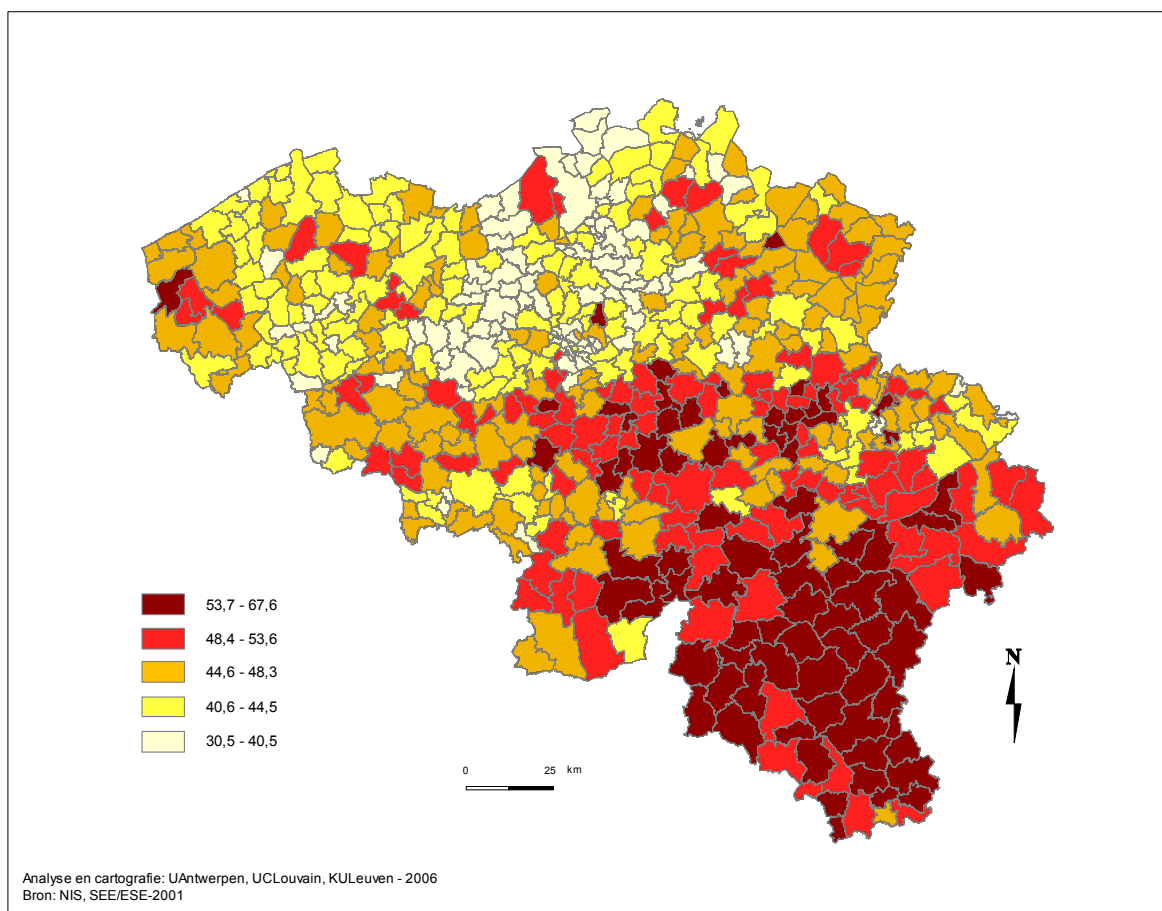 53,7 - 67,6
48,4 - 53,6
44,6 - 48,3
40,6 - 44,5
30,5 - 40,5
0 25 km
N
Analyse en cartografie: UAntwerpen, UCLouvain, KULeuven - 2006
Bron: NIS, SEE/ESE-2001